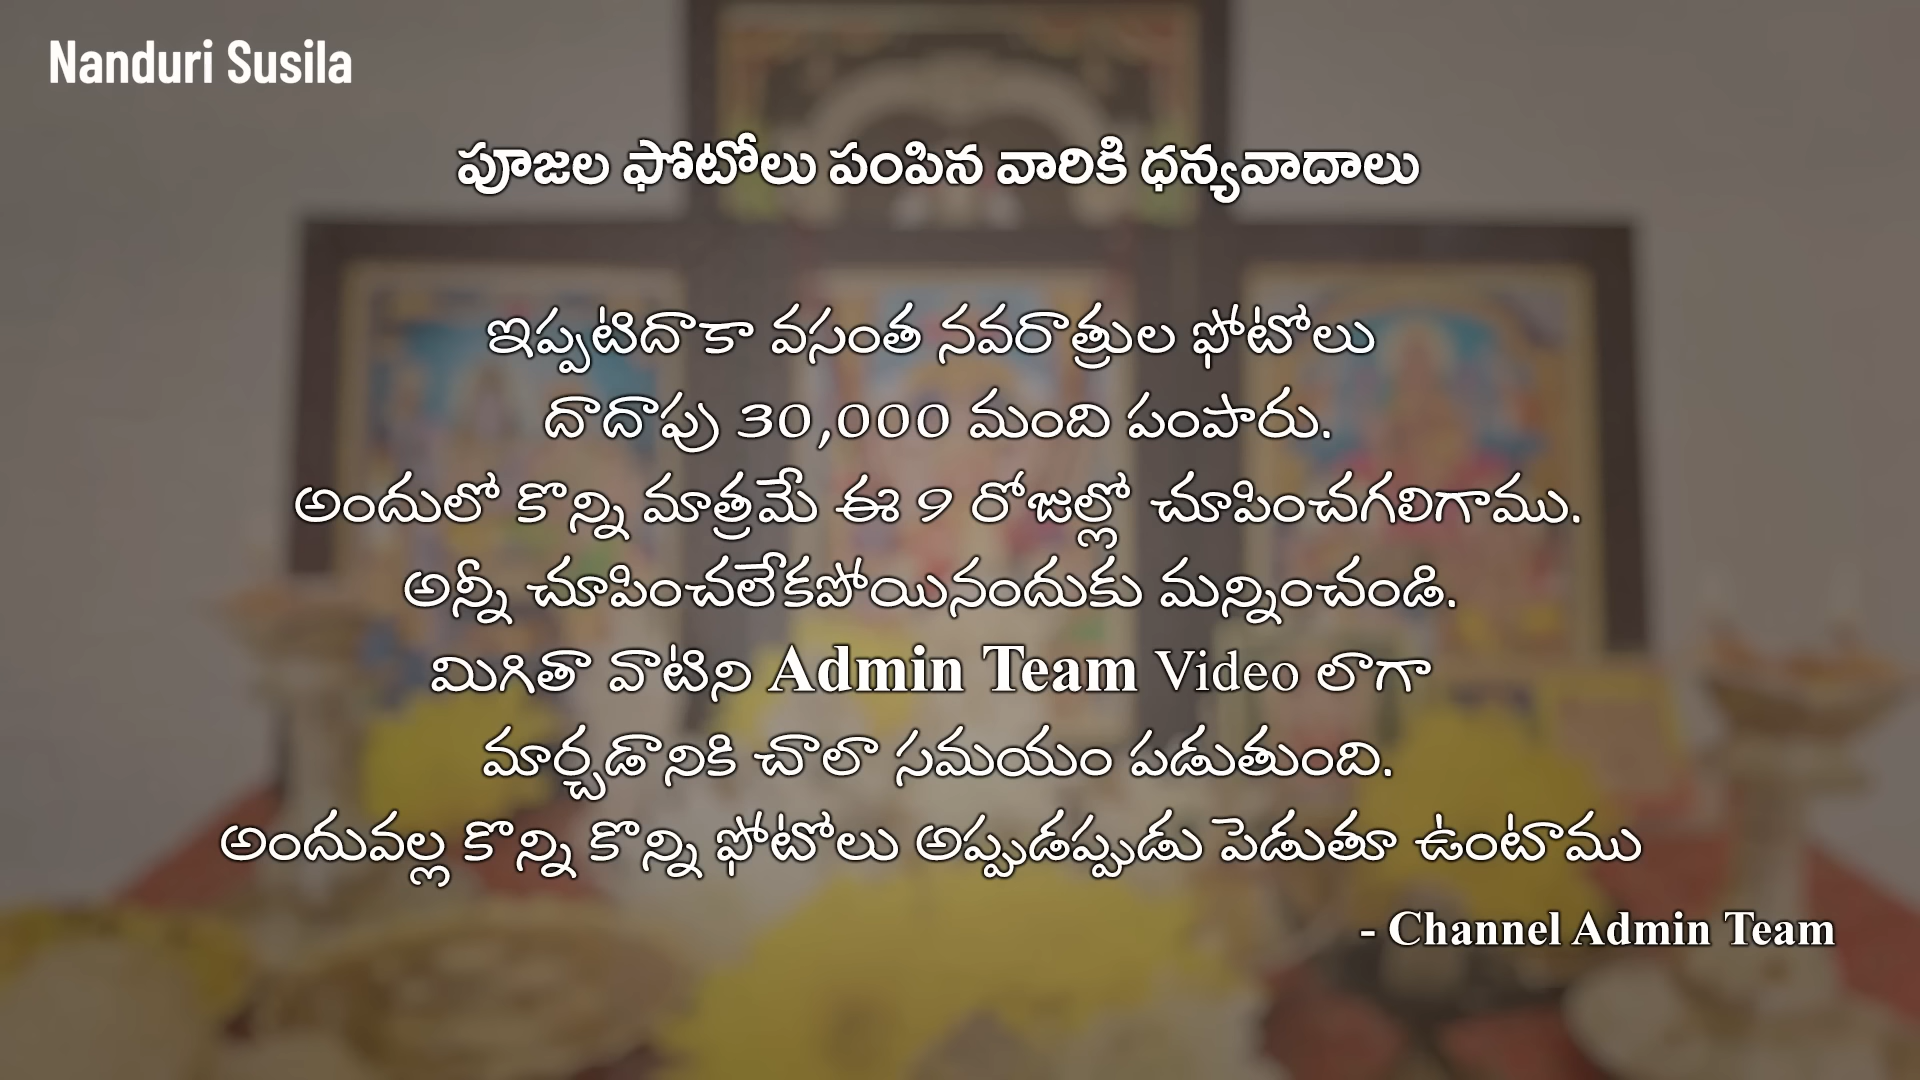 Nanduri Susila
పూజల ఫోటోలు పంపిన వారికి ధన్యవాదాలు
ఇప్పటిదాకా వసంత నవరాత్రుల ఫోటోలు
దాదాపు 30,000 మంది పంపారు.
అందులో కొన్ని మాత్రమే ఈ 9 రోజుల్లో చూపించగలిగాము.
అన్నీ చూపించలేకపోయినందుకు మన్నించండి.
మిగితా వాటిని Admin Team Video లాగా
మార్చడానికి చాలా సమయం పడుతుంది.
అందువల్ల కొన్ని కొన్ని ఫోటోలు అప్పుడప్పుడు పెడుతూ ఉంటాము
- Channel Admin Team